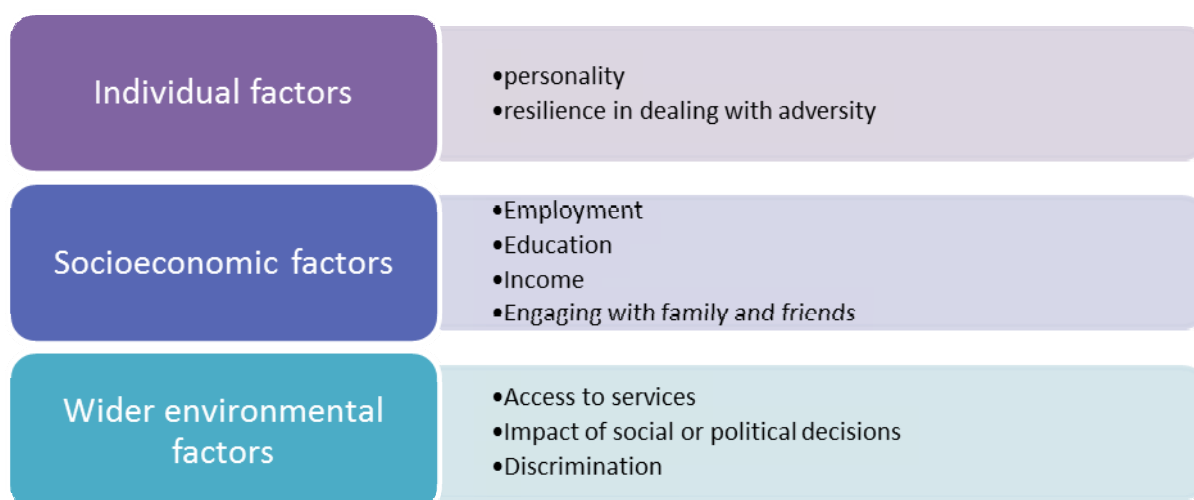 Individual factors
•personality
•resilience in dealing with adversity
Socioeconomic factors
•Employment
•Education
•Income
•Engaging with family and friends
Wider environmental
factors
•Access to services
•Impact of social or political decisions
•Discrimination